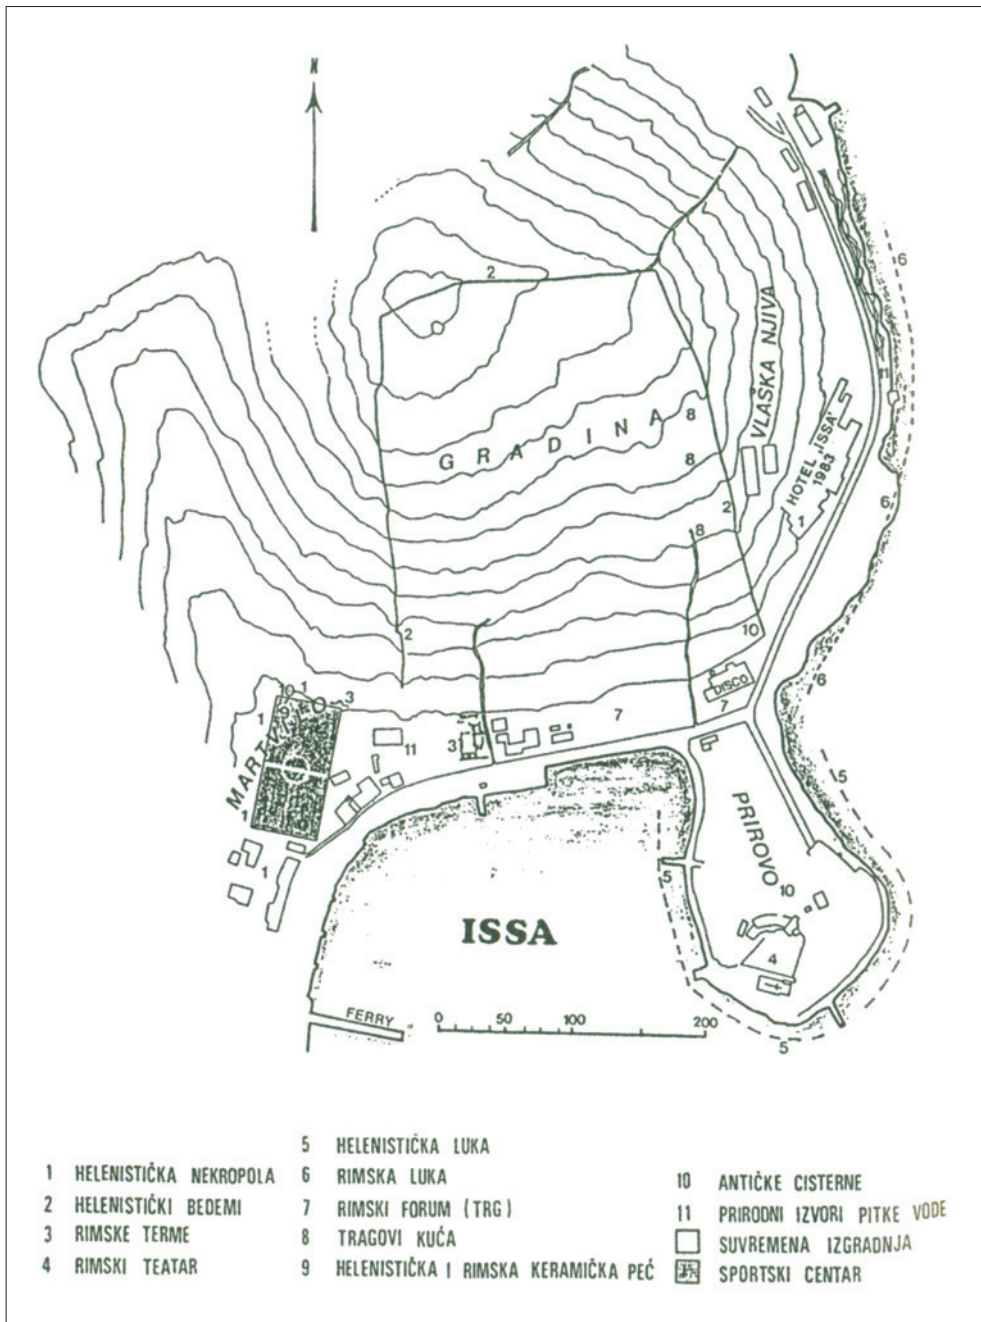 N
2
6
VLAŠKA NJIVA
11
GRADINA
8
8
HOTEL „ISSA"
1983
1
6
2
8
2
10
6
DISCO
7
7
10
1
3
9
1
MARTV
1
1
11
3
5
PRIROVO
10
5
4
5
ISSA
FERRY
0 50 100 200
1 HELENISTIČKA NEKROPOLA
2 HELENISTIČKI BEDEMI
3 RIMSKE TERME
4 RIMSKI TEATAR
5 HELENISTIČKA LUKA
6 RIMSKA LUKA
7 RIMSKI FORUM (TRG)
8 TRAGOVI KUĆA
9 HELENISTIČKA I RIMSKA KERAMIČKA PEĆ
10 ANTIČKE CISTERNE
11 PRIRODNI IZVORI PITKE VODE
SUVREMENA IZGRADNJA
SPORTSKI CENTAR